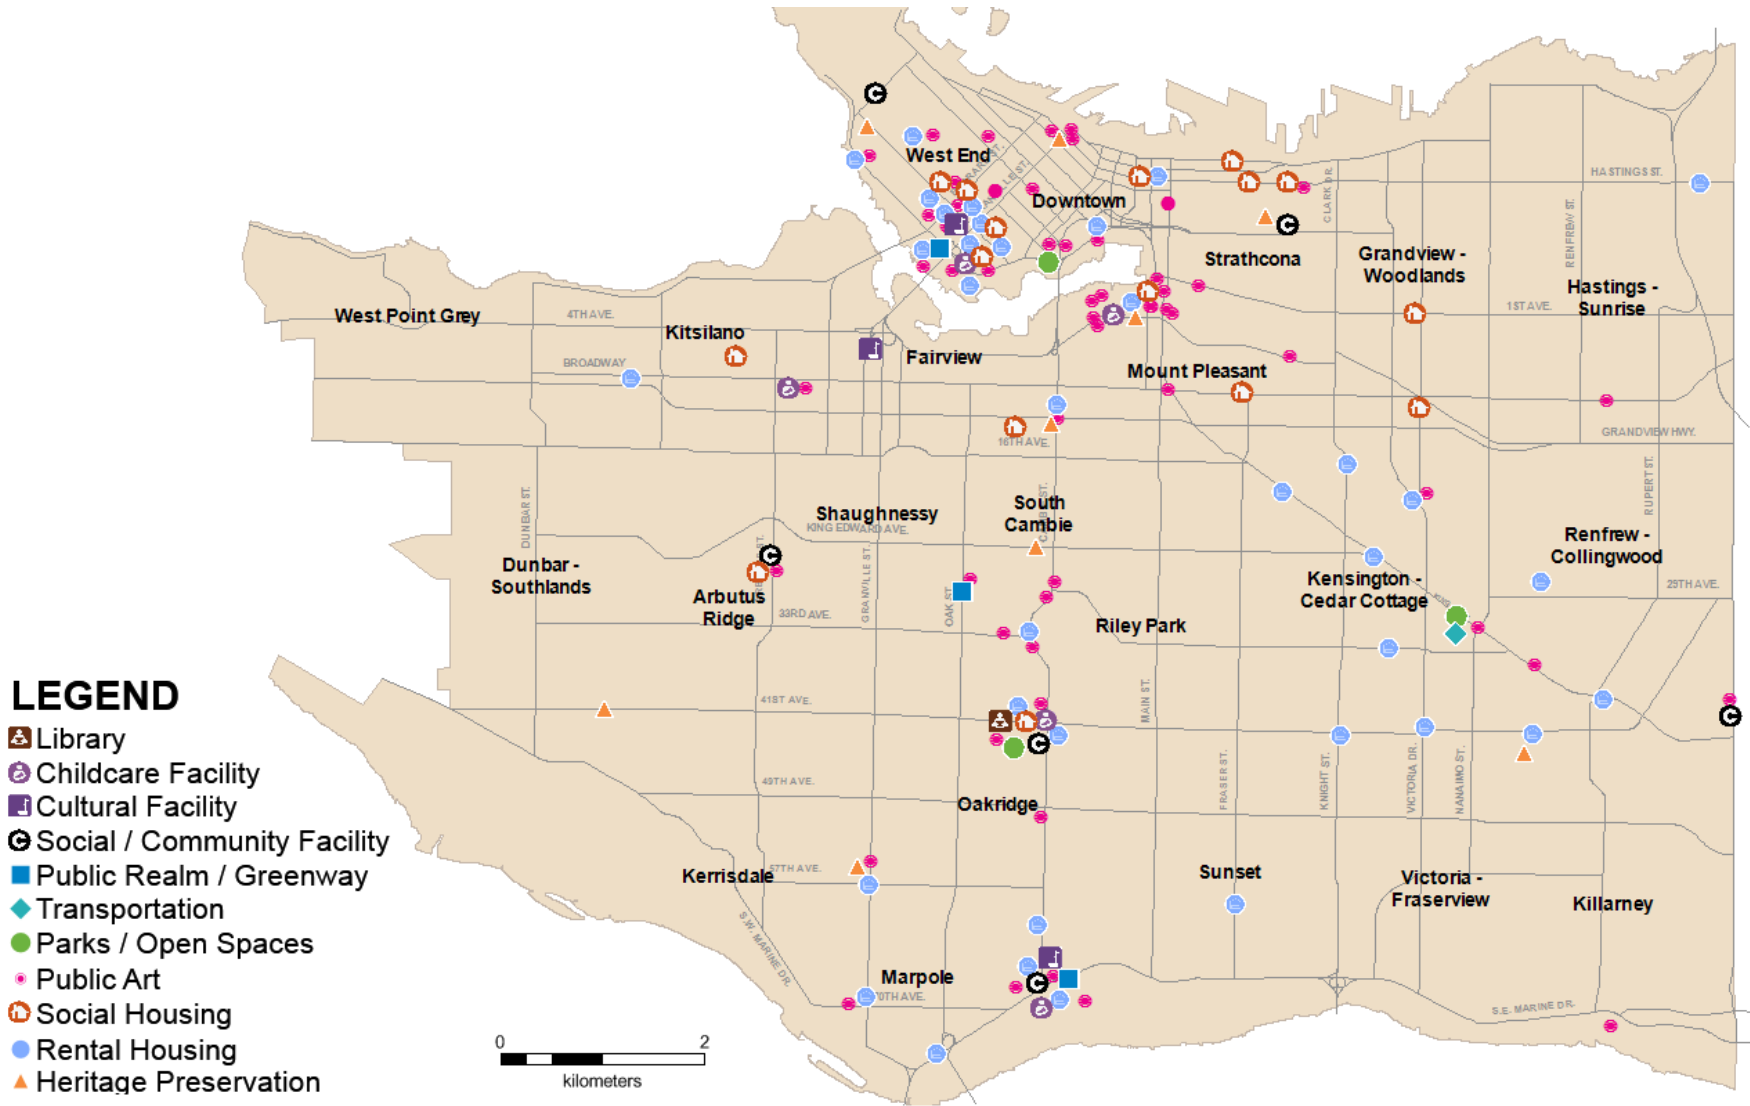 West End
Downtown
HASTINGS ST.
CLARK DR.
RENFREW ST.
Strathcona
Grandview -
Woodlands
Hastings -
Sunrise
West Point Grey
4TH AVE.
Kitsilano
1ST AVE.
BROADWAY
Fairview
Mount Pleasant
16TH AVE.
GRANDVIEW HWY.
DUNBAR ST.
RUPERT ST.
Shaughnessy
KING EDWARD AVE.
South
Cambie
Renfrew -
Collingwood
Dunbar -
Southlands
GRANVILLE ST.
OAK ST.
Kensington -
Cedar Cottage
29TH AVE.
Arbutus
Ridge
33RD AVE.
Riley Park
LEGEND
Library
Childcare Facility
Cultural Facility
Social / Community Facility
Public Realm / Greenway
Transportation
Parks / Open Spaces
Public Art
Social Housing
Rental Housing
Heritage Preservation
41ST AVE.
MAIN ST.
FRASER ST.
KNIGHT ST.
VICTORIA DR.
NANAIMO ST.
49TH AVE.
Oakridge
Kerrisdale
57TH AVE.
Sunset
Victoria -
Fraserview
Killarney
S.W. MARINE DR.
Marpole
70TH AVE.
S.E. MARINE DR.
0
2
kilometers